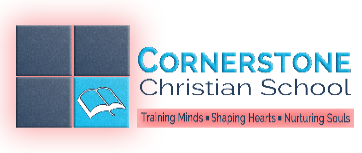 CORNERSTONE
Christian School
Training Minds ▪ Shaping Hearts ▪ Nurturing Souls